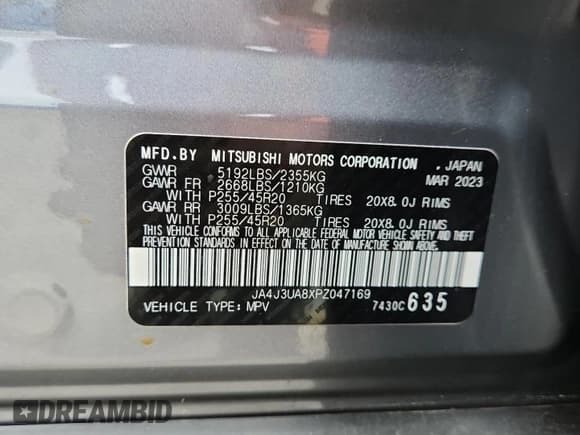 MFD.BY MITSUBISHI MOTORS CORPORATION . JAPAN
GVWR 5192LBS/2355KG MAR 2023
GAWR FR 2668LBS/1210KG
WITH P255/45R20 TIRES 20X8.0J RIMS
GAWR RR 3009LBS/1365KG
WITH P255/45R20 TIRES 20X8.0J RIMS
THIS VEHICLE CONFORMS TO ALL APPLICABLE FEDERAL MOTOR VEHICLE SAFETY AND THEFT
PREVENTION STANDARDS IN EFFECT ON THE DATE OF MANUFACTURE SHOWN ABOVE.
JA4J3UA8XPZ047169
VEHICLE TYPE: MPV 7430C635
DREAMBID